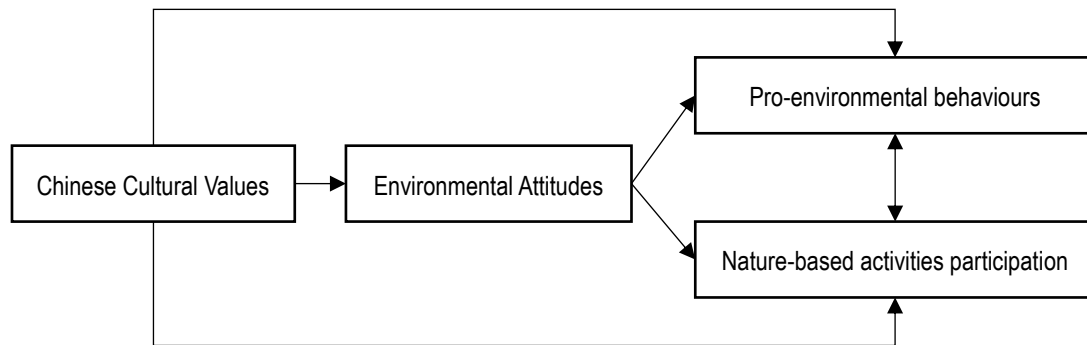 Pro-environmental behaviours
Chinese Cultural Values
Environmental Attitudes
Nature-based activities participation